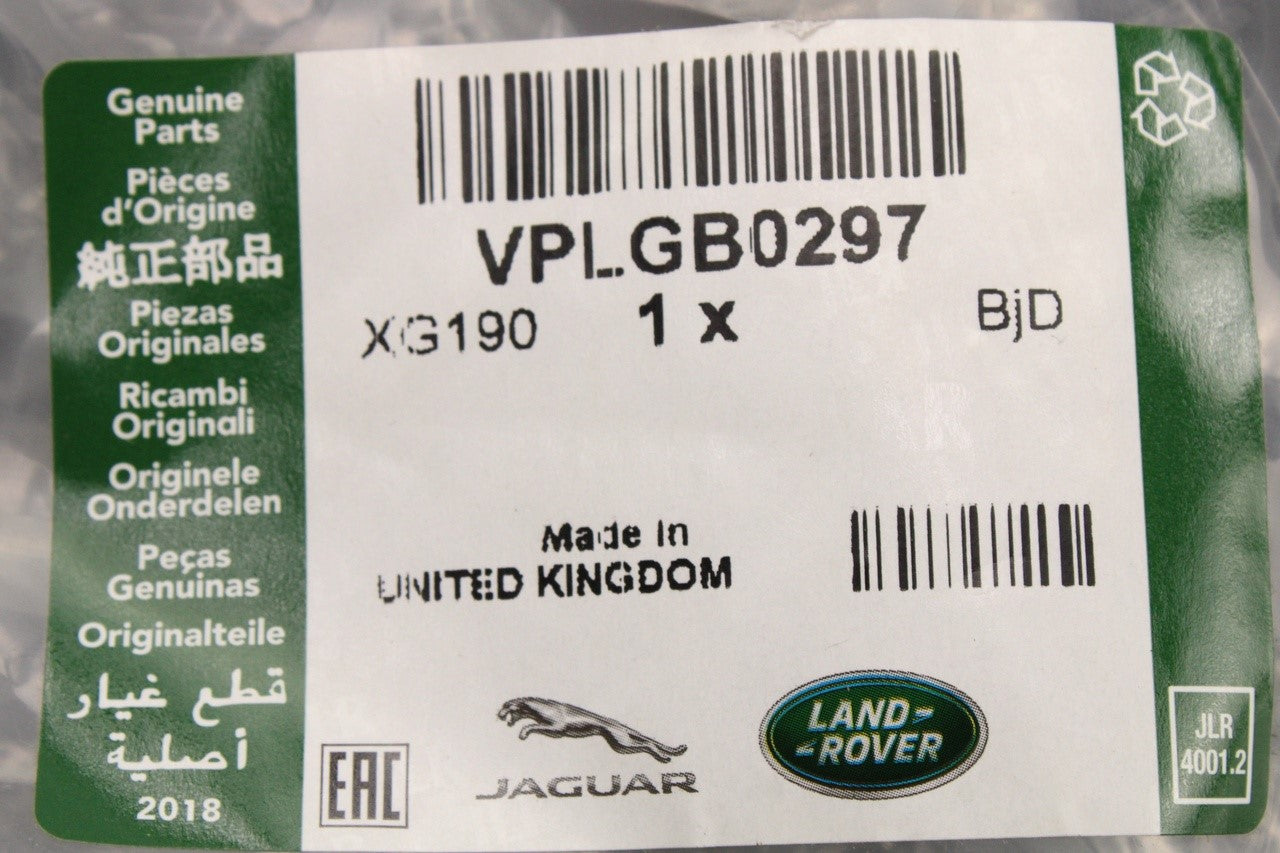 Genuine
Parts
Pièces
d'Origine
純正部品
Piezas
Originales
Ricambi
Originali
Originele
Onderdelen
Peças
Genuinas
Originalteile
قطع غيار
أصلية
2018
VPLGB0297
XG190
1 x
BjD
Made In
UNITED KINGDOM
EAC
JAGUAR
LAND-
-ROVER
JLR
4001.2